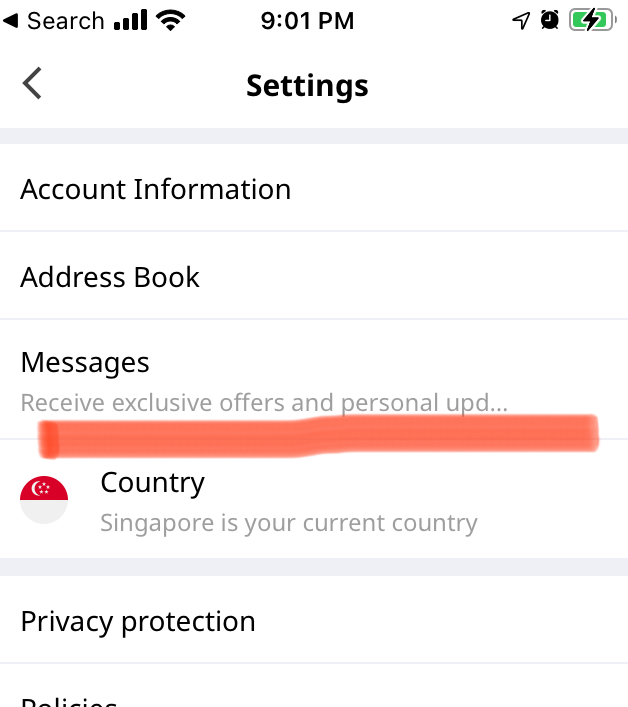 Search
9:01 PM
Settings
Account Information
Address Book
Messages
Receive exclusive offers and personal upd...
Country
Singapore is your current country
Privacy protection
Policies